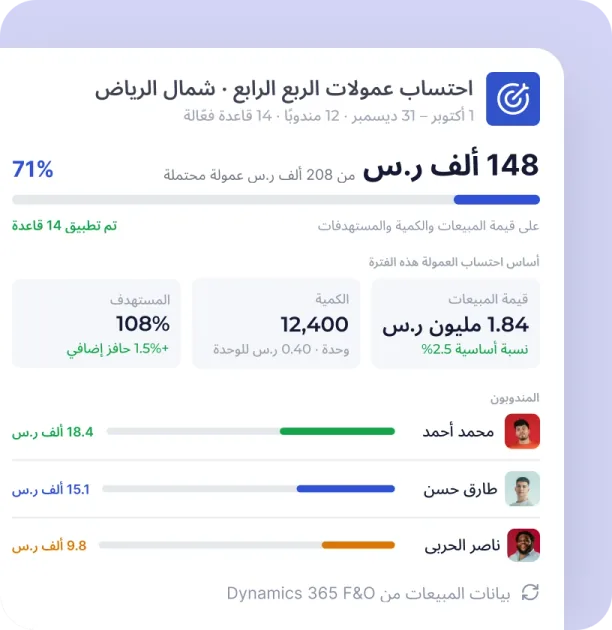 احتساب عمولات الربع الرابع · شمال الرياض
1 أكتوبر – 31 ديسمبر · 12 مندوبًا · 14 قاعدة فعّالة
148 ألف ر.س من 208 ألف ر.س عمولة محتملة 71%
على قيمة المبيعات والكمية والمستهدفات تم تطبيق 14 قاعدة
أساس احتساب العمولة هذه الفترة
قيمة المبيعات الكمية المستهدف
1.84 مليون ر.س 12,400 108%
نسبة أساسية 2.5% وحدة · 0.40 ر.س للوحدة +1.5% حافز إضافي
المندوبون
محمد أحمد 18.4 ألف ر.س
طارق حسن 15.1 ألف ر.س
ناصر الحربي 9.8 ألف ر.س
بيانات المبيعات من Dynamics 365 F&O